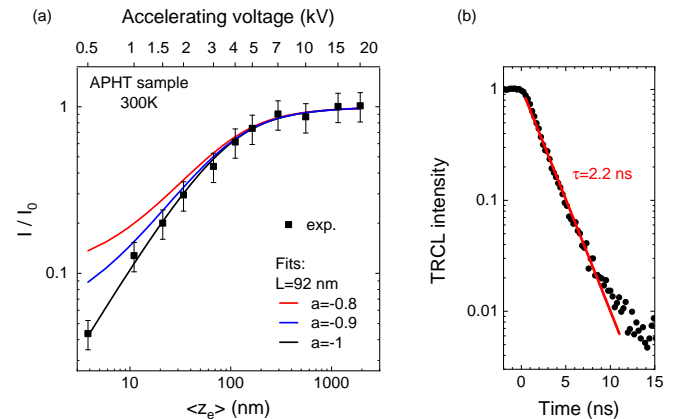 (a)
Accelerating voltage (kV)
0.5 1 1.5 2 3 4 5 7 10 15 20
APHT sample
300K
1
0.1
I / I₀
exp.
Fits:
L=92 nm
a=-0.8
a=-0.9
a=-1
10 100 1000
<z_e> (nm)
(b)
1
0.1
0.01
TRCL intensity
τ=2.2 ns
0 5 10 15
Time (ns)